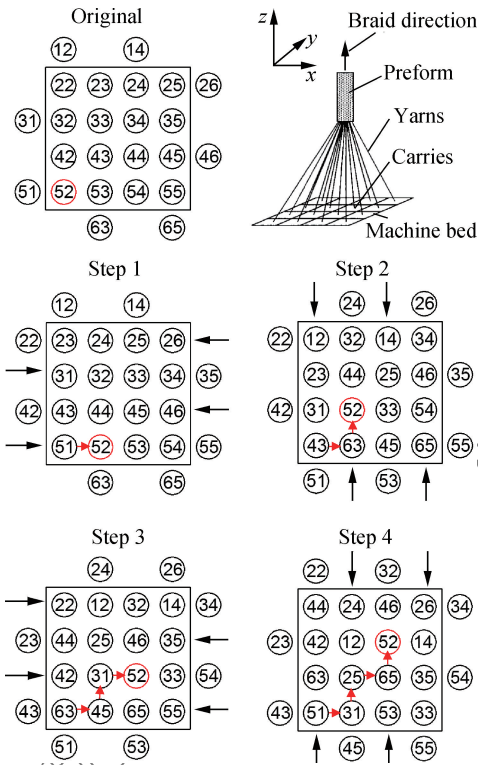 Original
12 14
22 23 24 25 26
31 32 33 34 35
42 43 44 45 46
51 52 53 54 55
63 65
z
y
x
Braid direction
Preform
Yarns
Carries
Machine bed
Step 1
12 14
22 23 24 25 26
31 32 33 34 35
42 43 44 45 46
51 52 53 54 55
63 65
Step 2
24 26
22 12 32 14 34
23 44 25 46 35
42 31 52 33 54
43 63 45 65 55
51 53
Step 3
24 26
22 12 32 14 34
23 44 25 46 35
42 31 52 33 54
43 63 45 65 55
51 53
Step 4
22 32
44 24 46 26 34
23 42 12 52 14
63 25 65 35 54
43 51 31 53 33
45 55